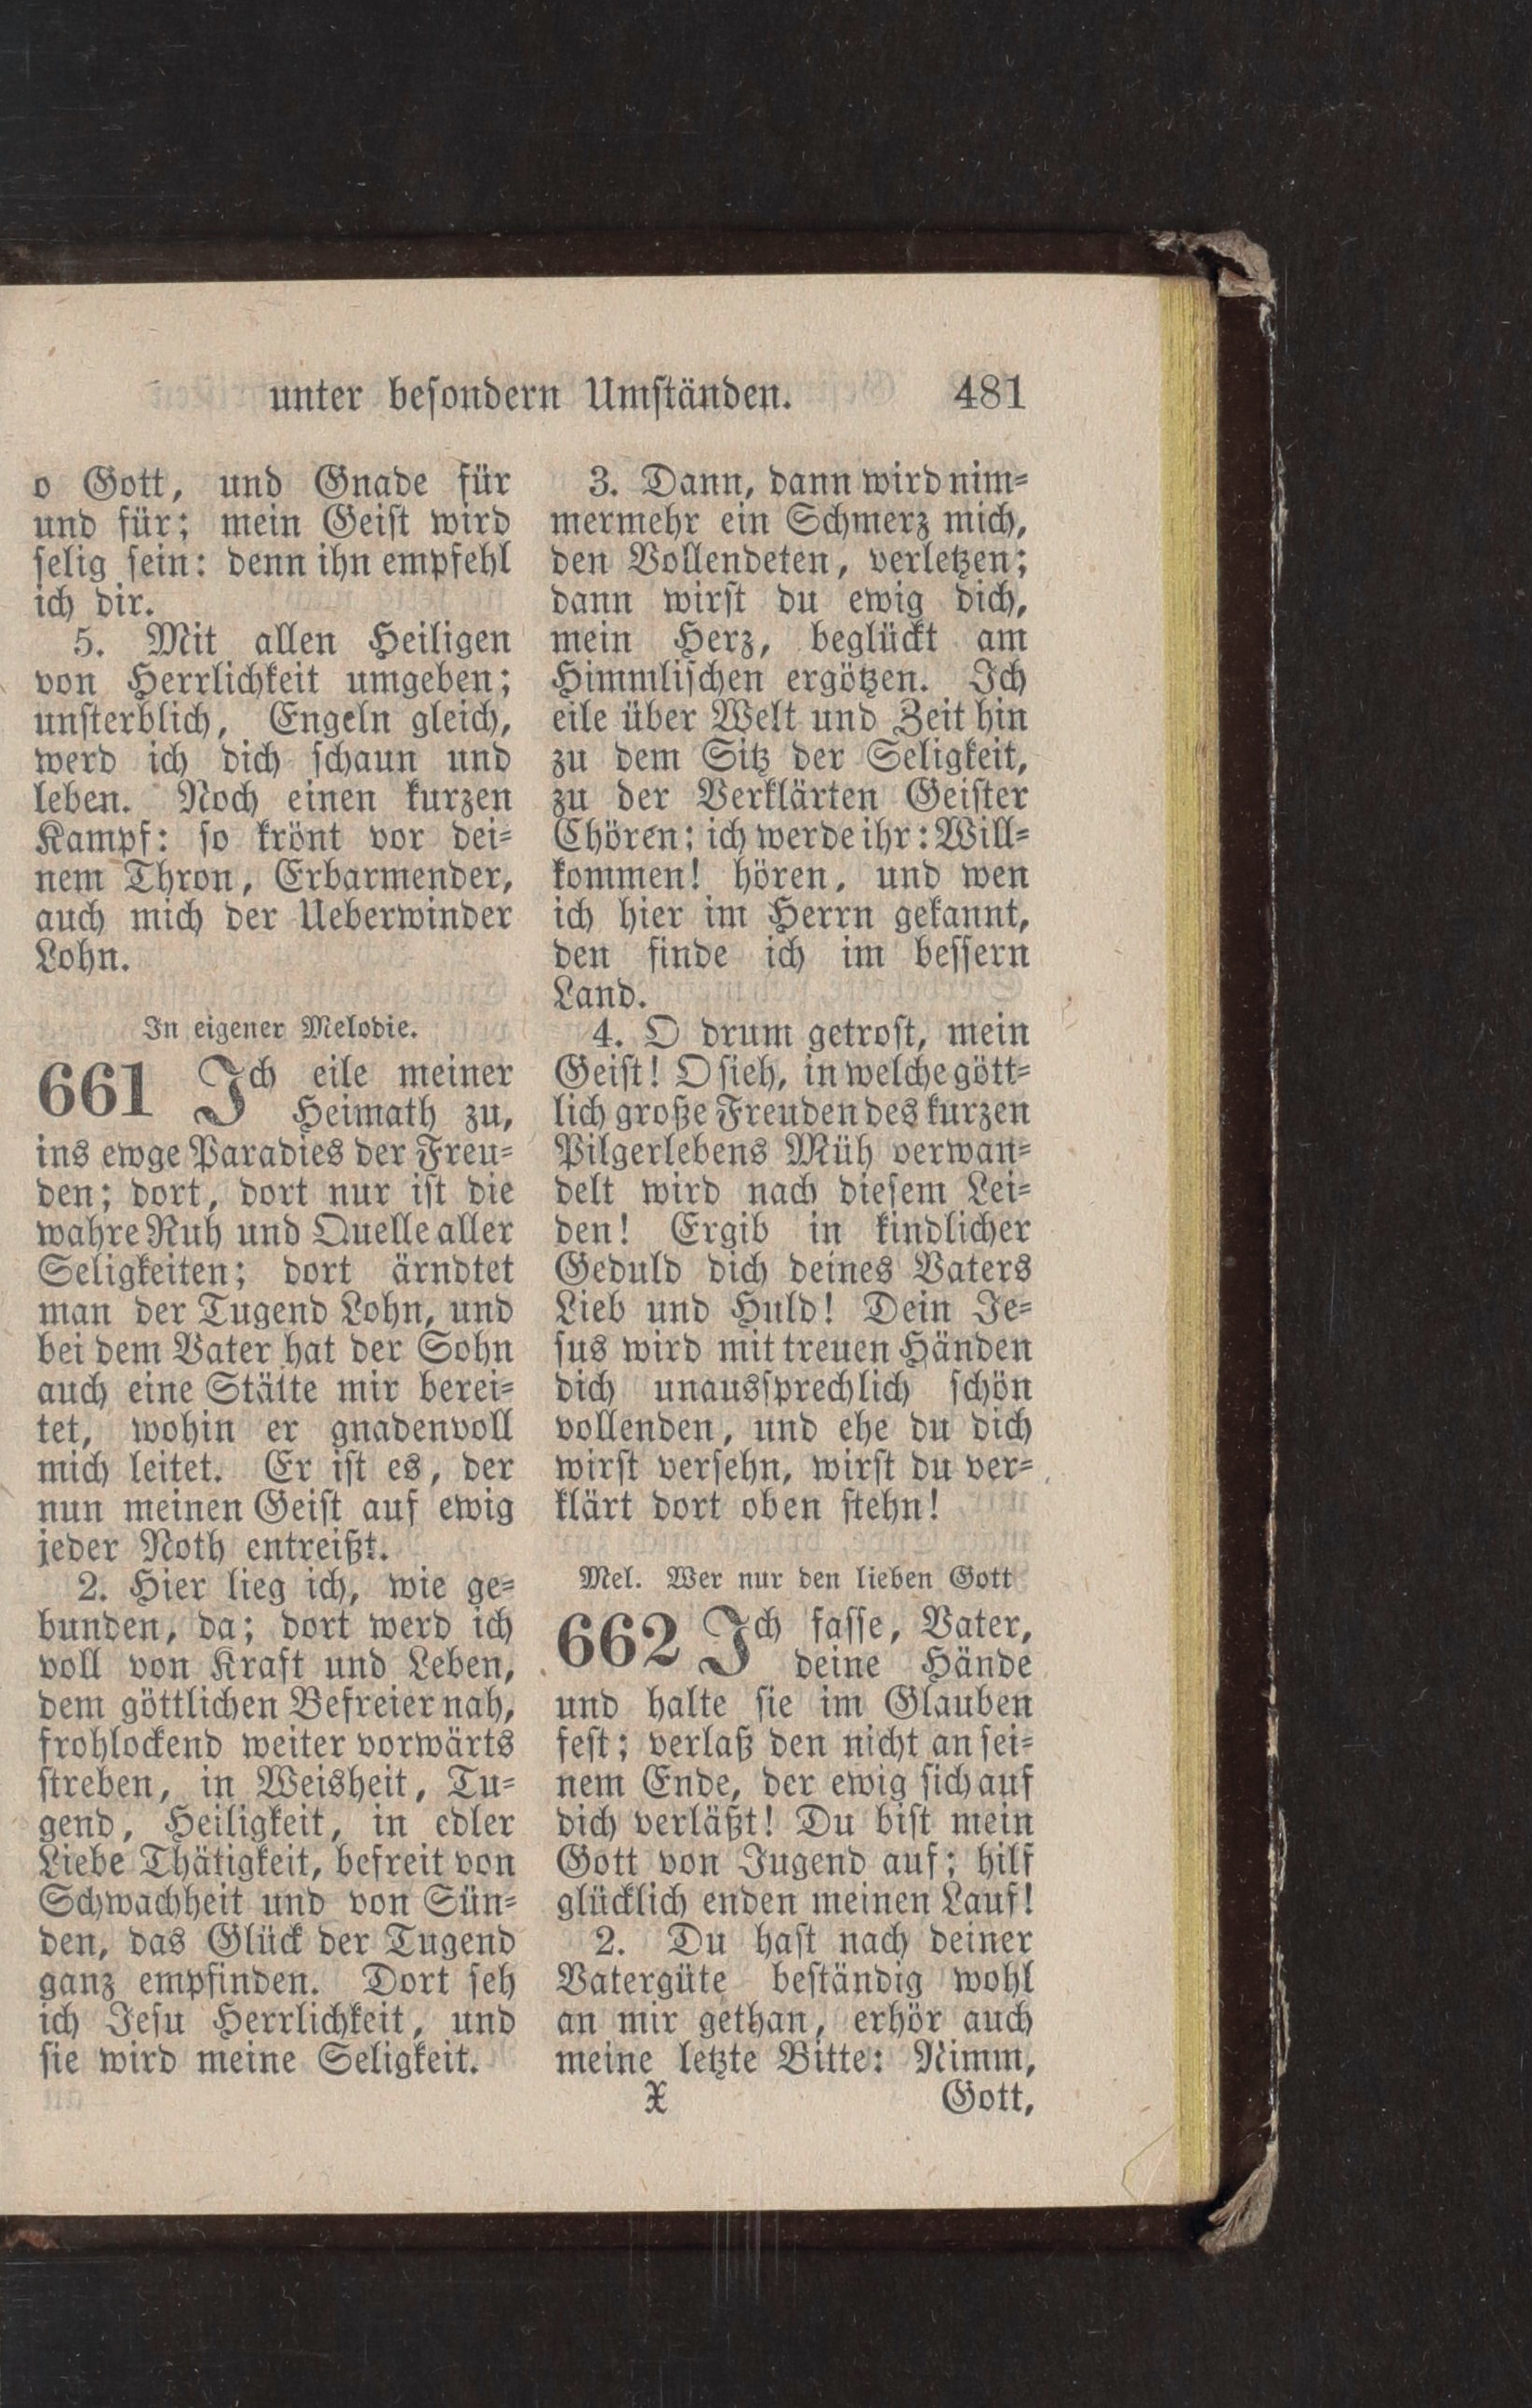 unter besondern Umständen. 481
o Gott, und Gnade für
und für; mein Geist wird
selig sein: denn ihn empfehl
ich dir.
5. Mit allen Heiligen
von Herrlichkeit umgeben;
unsterblich, Engeln gleich,
werd ich dich schaun und
leben. Noch einen kurzen
Kampf: so krönt vor dei-
nem Thron, Erbarmender,
auch mich der Ueberwinder
Lohn.
In eigener Melodie.
661 Ich eile meiner
Heimath zu,
ins ewge Paradies der Freu-
den; dort, dort nur ist die
wahre Ruh und Quelle aller
Seligkeiten; dort ärndtet
man der Tugend Lohn, und
bei dem Vater hat der Sohn
auch eine Stätte mir berei-
tet, wohin er gnadenvoll
mich leitet. Er ist es, der
nun meinen Geist auf ewig
jeder Noth entreißt.
2. Hier lieg ich, wie ge-
bunden, da; dort werd ich
voll von Kraft und Leben,
dem göttlichen Befreier nah,
frohlockend weiter vorwärts
streben, in Weisheit, Tu-
gend, Heiligkeit, in edler
Liebe Thätigkeit, befreit von
Schwachheit und von Sün-
den, das Glück der Tugend
ganz empfinden. Dort seh
ich Jesu Herrlichkeit, und
sie wird meine Seligkeit.
3. Dann, dann wird nim-
mermehr ein Schmerz mich,
den Vollendeten, verletzen;
dann wirst du ewig dich,
mein Herz, beglückt am
Himmlischen ergötzen. Ich
eile über Welt und Zeit hin
zu dem Sitz der Seligkeit,
zu der Verklärten Geister
Chören; ich werde ihr: Will-
kommen! hören, und wen
ich hier im Herrn gekannt,
den finde ich im bessern
Land.
4. O drum getrost, mein
Geist! O sieh, in welche gött-
lich große Freuden des kurzen
Pilgerlebens Müh verwan-
delt wird nach diesem Lei-
den! Ergib in kindlicher
Geduld dich deines Vaters
Lieb und Huld! Dein Je-
sus wird mit treuen Händen
dich unaussprechlich schön
vollenden, und ehe du dich
wirst versehn, wirst du ver-
klärt dort oben stehn!
Mel. Wer nur den lieben Gott
662 Ich fasse, Vater,
deine Hände
und halte sie im Glauben
fest; verlaß den nicht an sei-
nem Ende, der ewig sich auf
dich verläßt! Du bist mein
Gott von Jugend auf; hilf
glücklich enden meinen Lauf!
2. Du hast nach deiner
Vatergüte beständig wohl
an mir gethan, erhör auch
meine letzte Bitte: Nimm,
X Gott,